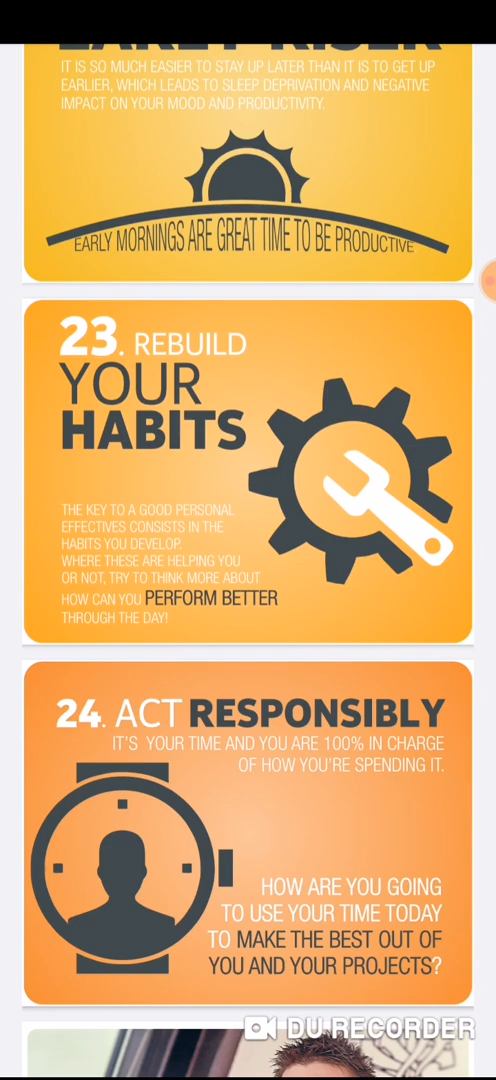 EARLY RISER
IT IS SO MUCH EASIER TO STAY UP LATER THAN IT IS TO GET UP
EARLIER, WHICH LEADS TO SLEEP DEPRIVATION AND NEGATIVE
IMPACT ON YOUR MOOD AND PRODUCTIVITY.
EARLY MORNINGS ARE GREAT TIME TO BE PRODUCTIVE
23. REBUILD
YOUR
HABITS
THE KEY TO A GOOD PERSONAL
EFFECTIVES CONSISTS IN THE
HABITS YOU DEVELOP.
WHERE THESE ARE HELPING YOU
OR NOT, TRY TO THINK MORE ABOUT
HOW CAN YOU PERFORM BETTER
THROUGH THE DAY!
24. ACT RESPONSIBLY
IT'S YOUR TIME AND YOU ARE 100% IN CHARGE
OF HOW YOU'RE SPENDING IT.
HOW ARE YOU GOING
TO USE YOUR TIME TODAY
TO MAKE THE BEST OUT OF
YOU AND YOUR PROJECTS?
DU RECORDER